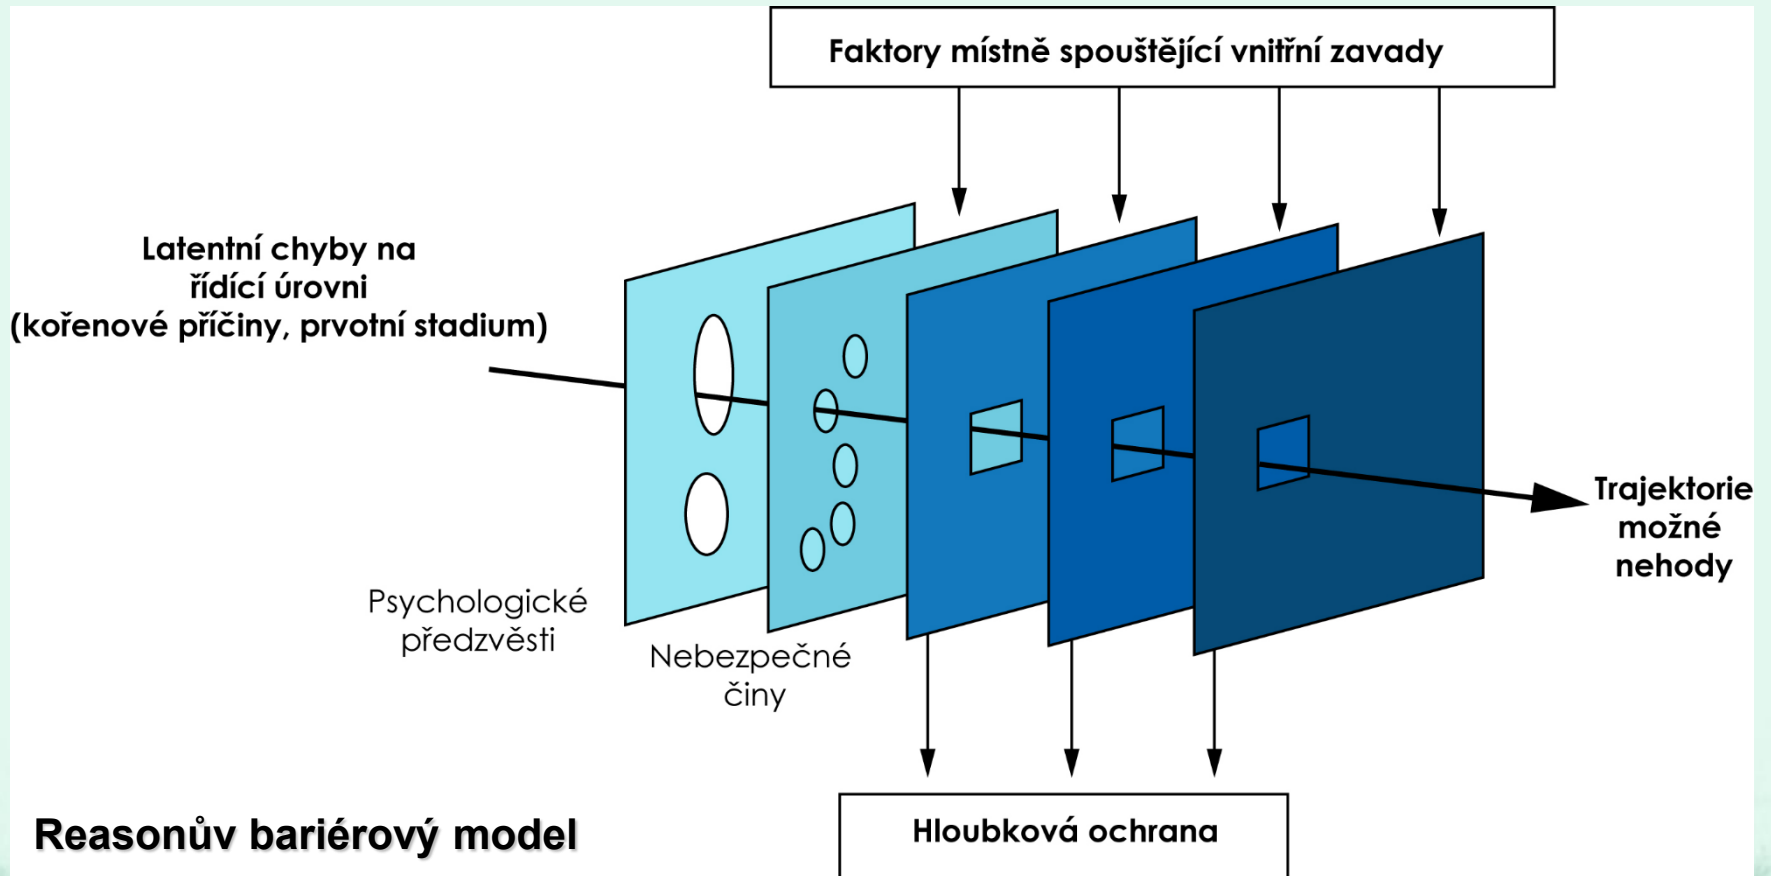 Faktory místně spouštějící vnitřní zavady
Latentní chyby na
řídící úrovni
(kořenové příčiny, prvotní stadium)
Trajektorie
možné
nehody
Psychologické
předzvěsti
Nebezpečné
činy
Hloubková ochrana
Reasonův bariérový model